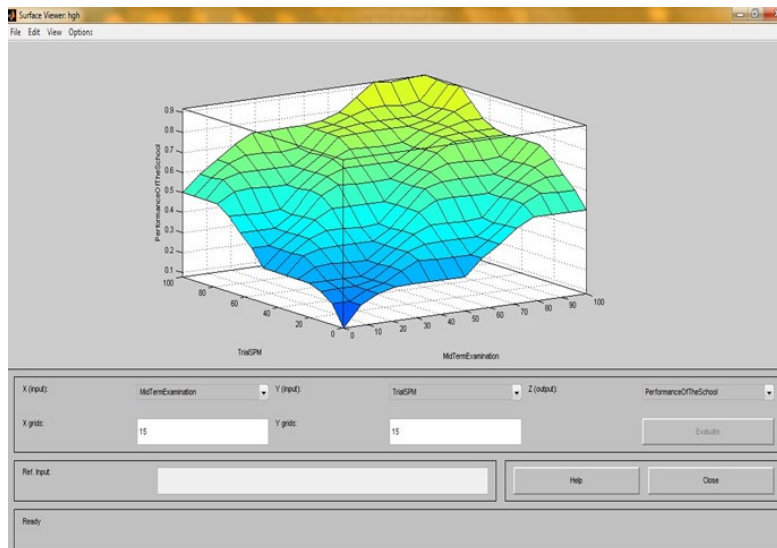 Surface Viewer: hgh
File Edit View Options
0.9
0.8
0.7
0.6
0.5
0.4
0.3
0.2
0.1
PerformanceOfTheSchool
100
80
60
40
20
0
TrialSPM
0 10 20 30 40 50 60 70 80 90 100
MidTermExamination
X (input): MidTermExamination Y (input): TrialSPM Z (output): PerformanceOfTheSchool
X grids: 15 Y grids: 15 Evaluate
Ref. Input: Help Close
Ready